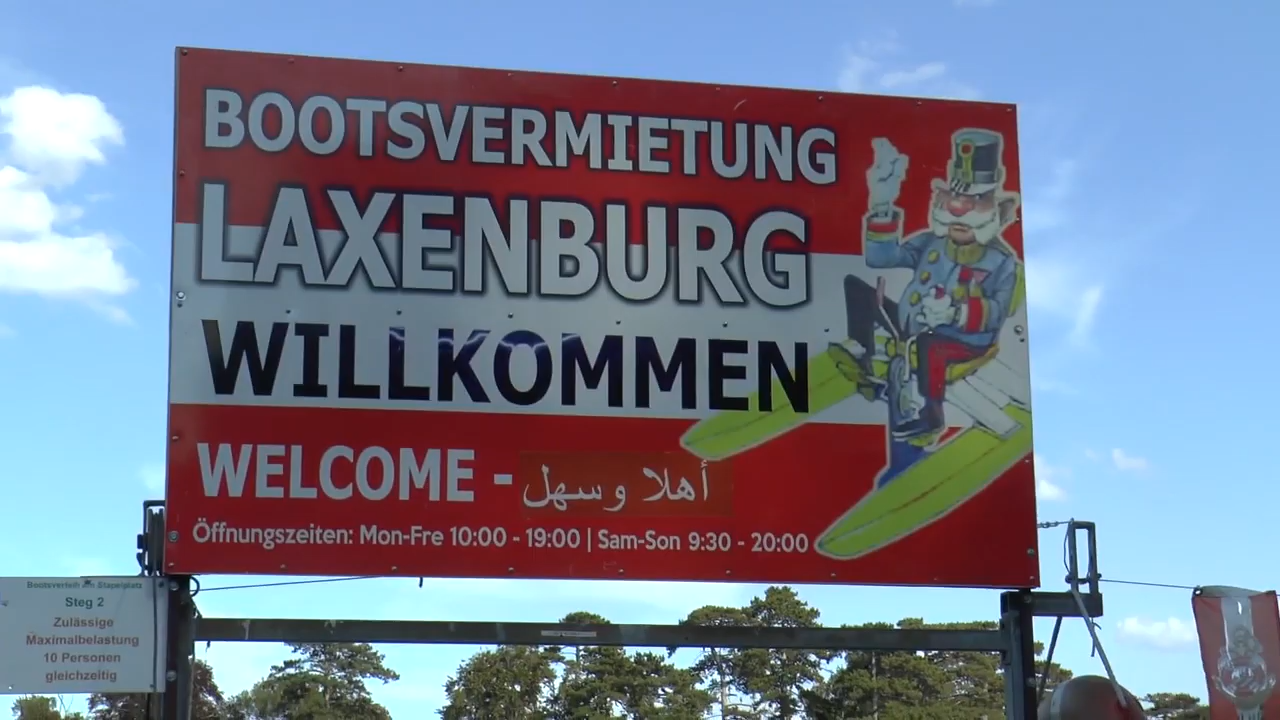 BOOTSVERMIETUNG
LAXENBURG
WILLKOMMEN
WELCOME - أهلا وسهل
Öffnungszeiten: Mon-Fre 10:00 - 19:00 | Sam-Son 9:30 - 20:00
Bootsverleih am Stapelplatz
Steg 2
Zulässige
Maximalbelastung
10 Personen
gleichzeitig